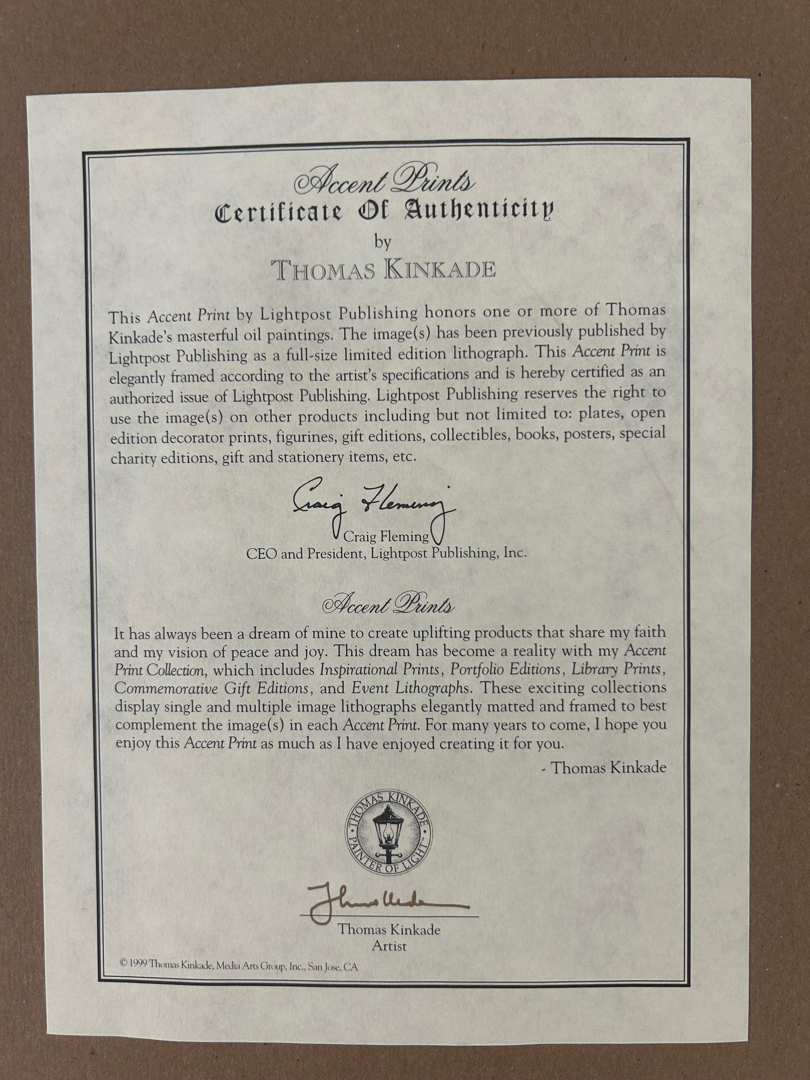 Accent Prints
Certificate Of Authenticity
by
THOMAS KINKADE
This Accent Print by Lightpost Publishing honors one or more of Thomas
Kinkade's masterful oil paintings. The image(s) has been previously published by
Lightpost Publishing as a full-size limited edition lithograph. This Accent Print is
elegantly framed according to the artist's specifications and is hereby certified as an
authorized issue of Lightpost Publishing. Lightpost Publishing reserves the right to
use the image(s) on other products including but not limited to: plates, open
edition decorator prints, figurines, gift editions, collectibles, books, posters, special
charity editions, gift and stationery items, etc.
Craig Fleming
Craig Fleming
CEO and President, Lightpost Publishing, Inc.
Accent Prints
It has always been a dream of mine to create uplifting products that share my faith
and my vision of peace and joy. This dream has become a reality with my Accent
Print Collection, which includes Inspirational Prints, Portfolio Editions, Library Prints,
Commemorative Gift Editions, and Event Lithographs. These exciting collections
display single and multiple image lithographs elegantly matted and framed to best
complement the image(s) in each Accent Print. For many years to come, I hope you
enjoy this Accent Print as much as I have enjoyed creating it for you.
- Thomas Kinkade
THOMAS KINKADE
PAINTER OF LIGHT™
Thomas Kinkade
Artist
© 1999 Thomas Kinkade, Media Arts Group, Inc., San Jose, CA